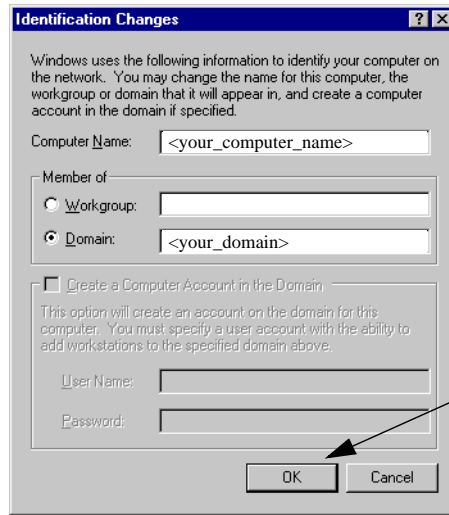 Identification Changes
Windows uses the following information to identify your computer on
the network. You may change the name for this computer, the
workgroup or domain that it will appear in, and create a computer
account in the domain if specified.
Computer Name: <your_computer_name>
Member of
Workgroup:
Domain: <your_domain>
Create a Computer Account in the Domain
This option will create an account on the domain for this
computer. You must specify a user account with the ability to
add workstations to the specified domain above.
User Name:
Password:
OK Cancel